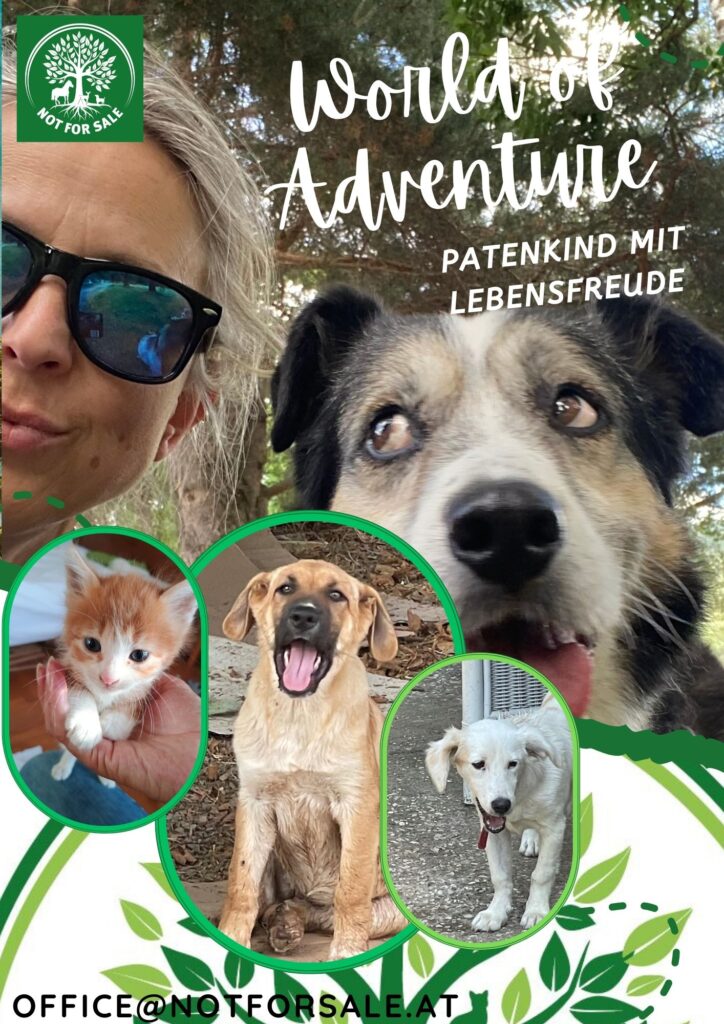 NOT FOR SALE
World of
Adventure
PATENKIND MIT
LEBENSFREUDE
OFFICE@NOTFORSALE.AT